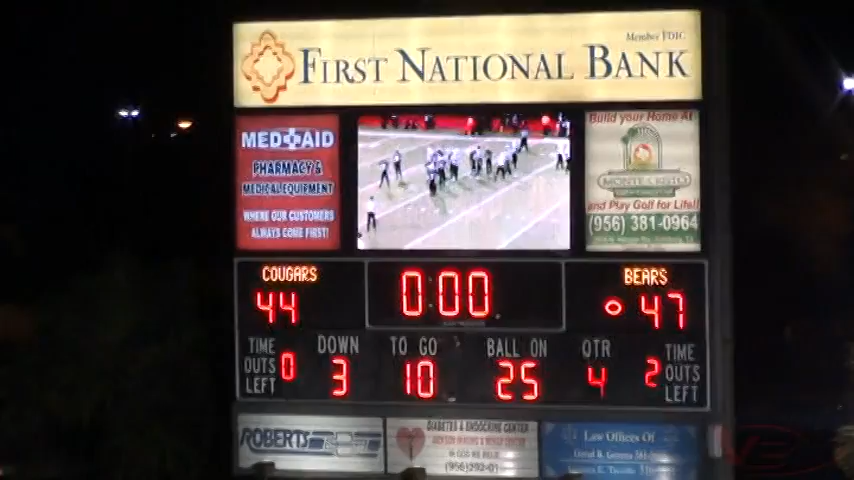 Member FDIC
FIRST NATIONAL BANK
MED AID
PHARMACY &
MEDICAL EQUIPMENT
WHERE OUR CUSTOMERS
ALWAYS COME FIRST!
Build your Home At
MONTE CRISTO
and Play Golf for Life!!
(956) 381-0964
COUGARS
44
0:00
BEARS
47
TIME OUTS LEFT 0
DOWN 3
TO GO 10
BALL ON 25
QTR 4
2 TIME OUTS LEFT
ROBERTS
DIABETES & ENDOCRINE CENTER
Law Offices Of